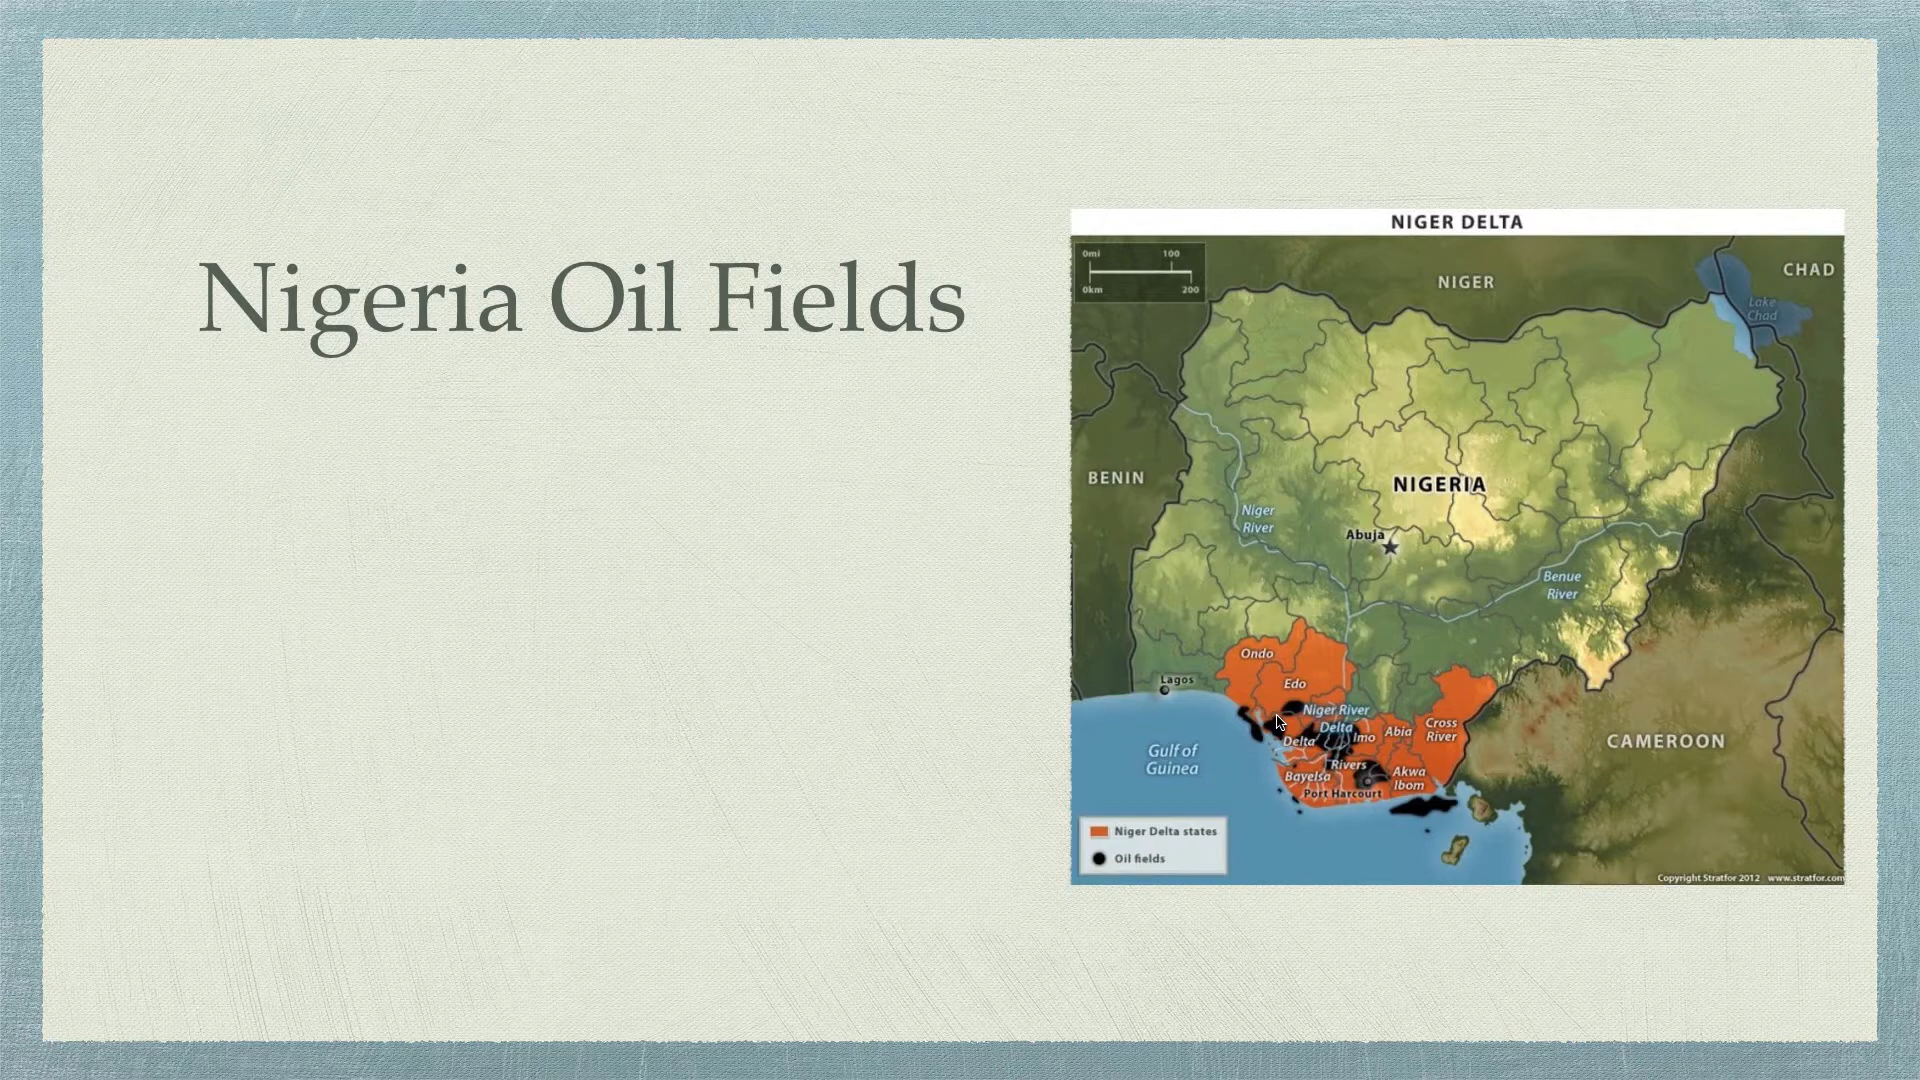 Nigeria Oil Fields
NIGER DELTA
0mi 100
0km 200
NIGER
CHAD
Lake
Chad
BENIN
NIGERIA
Niger
River
Abuja
Benue
River
Ondo
Lagos
Edo
Niger River
Delta
Delta
Imo
Abia
Cross
River
Gulf of
Guinea
CAMEROON
Rivers
Bayelsa
Akwa
Ibom
Port Harcourt
Niger Delta states
Oil fields
Copyright Stratfor 2012 www.stratfor.com